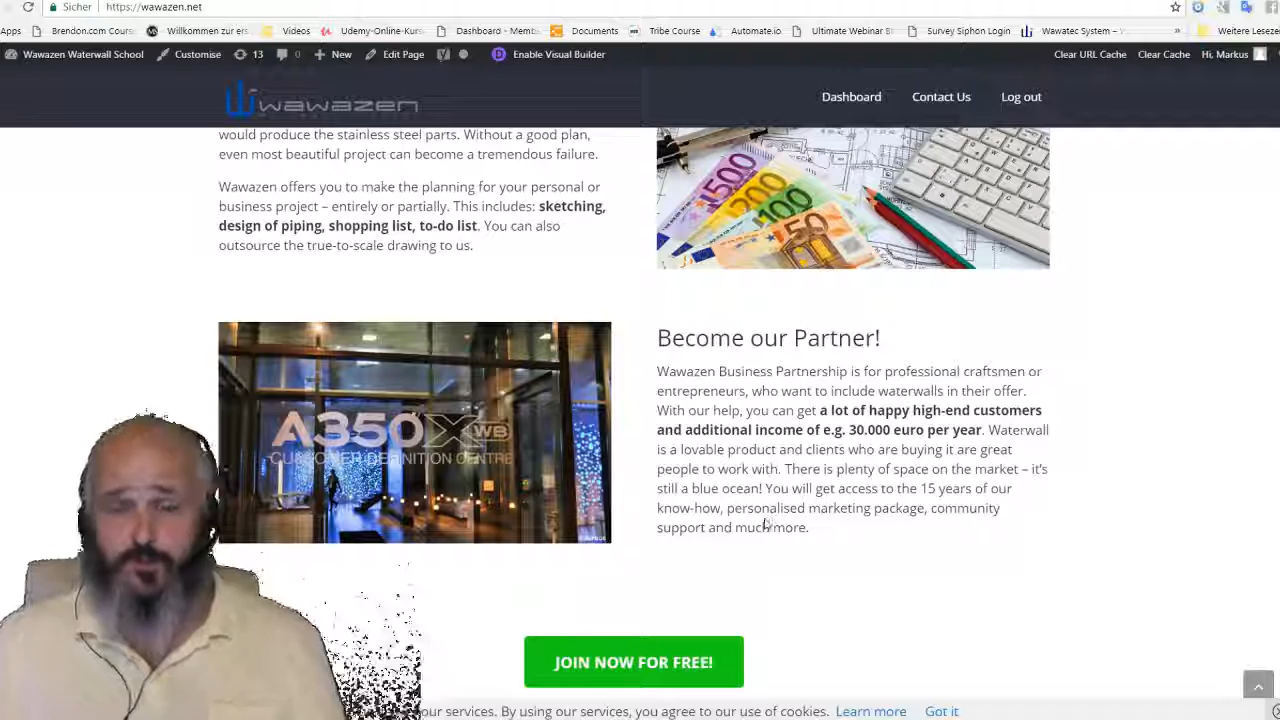 Sicher
https://wawazen.net
Apps
Brendon.com Cours
Willkommen zur ers
Videos
Udemy-Online-Kur
Dashboard - Memb
Documents
Tribe Course
Automate.io
Ultimate Webinar B
Survey Siphon Login
Wawatec System – W
»
Weitere Lesezei
Wawazen Waterwall School
Customise
13
0
New
Edit Page
Enable Visual Builder
Clear URL Cache
Clear Cache
Hi, Markus
wawazen
Dashboard
Contact Us
Log out
would produce the stainless steel parts. Without a good plan,
even most beautiful project can become a tremendous failure.
Wawazen offers you to make the planning for your personal or
business project – entirely or partially. This includes: sketching,
design of piping, shopping list, to-do list. You can also
outsource the true-to-scale drawing to us.
500
200
100
50
A350XWB
CUSTOMER DEFINITION CENTRE
Become our Partner!
Wawazen Business Partnership is for professional craftsmen or
entrepreneurs, who want to include waterwalls in their offer.
With our help, you can get a lot of happy high-end customers
and additional income of e.g. 30.000 euro per year. Waterwall
is a lovable product and clients who are buying it are great
people to work with. There is plenty of space on the market – it's
still a blue ocean! You will get access to the 15 years of our
know-how, personalised marketing package, community
support and much more.
JOIN NOW FOR FREE!
our services. By using our services, you agree to our use of cookies. Learn more Got it